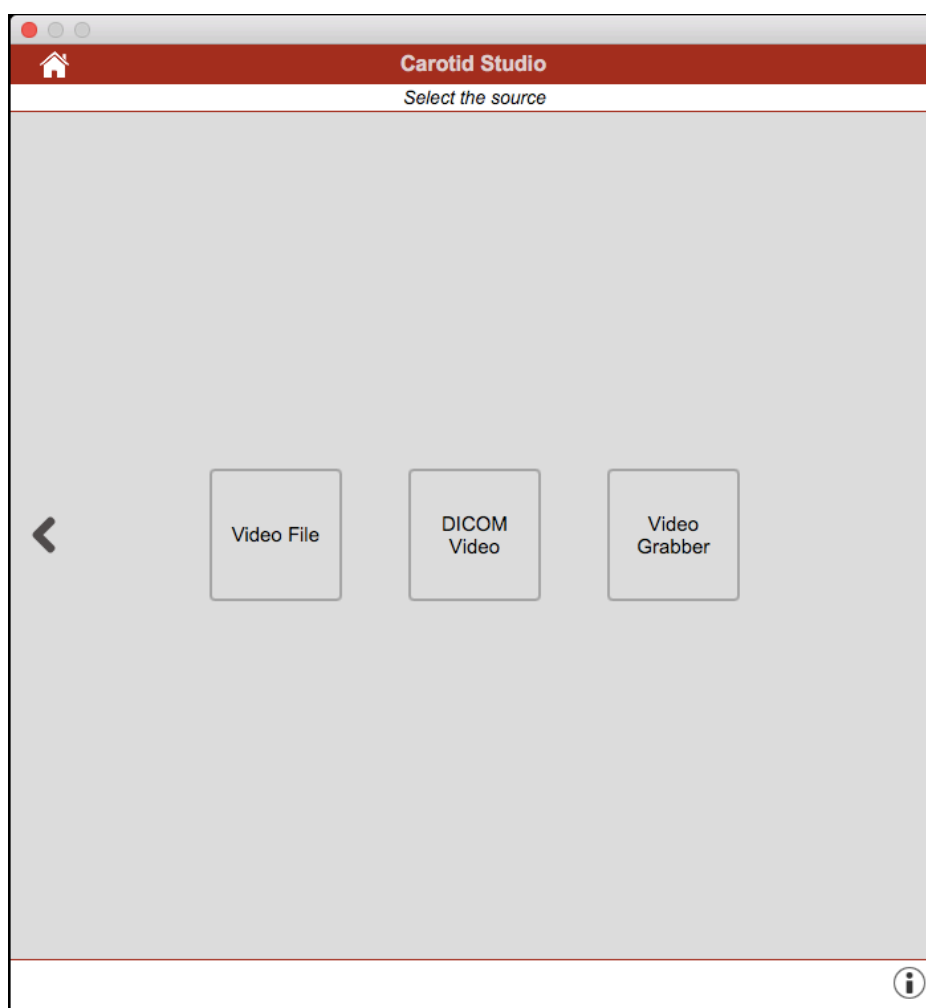 Carotid Studio
Select the source
Video File
DICOM
Video
Video
Grabber